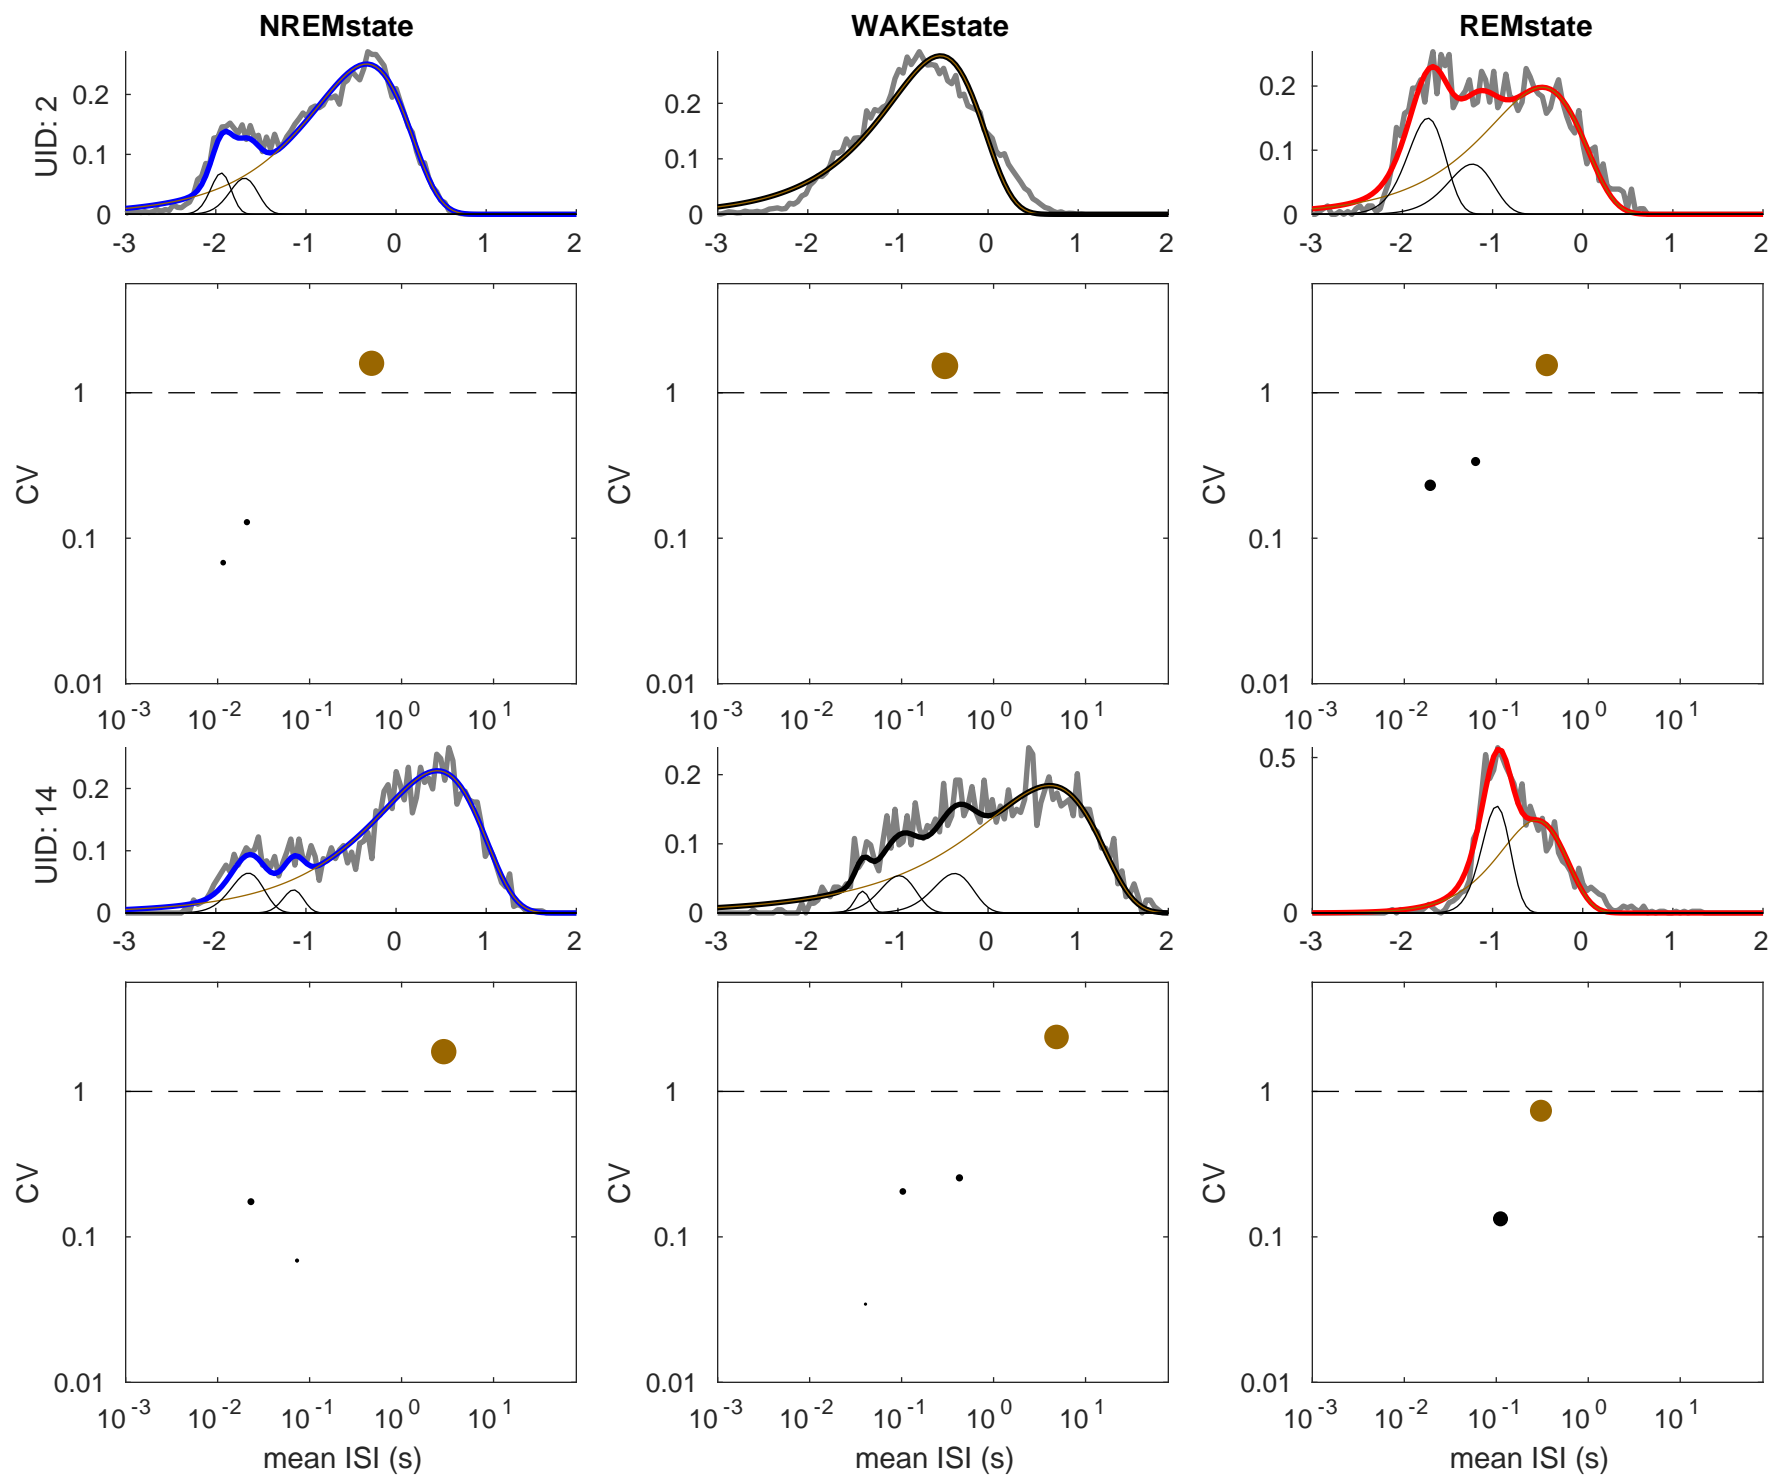 NREMstate WAKEstate REMstate
UID: 2
0.2 0.2 0.2
0.1 0.1 0.1
0 0 0
-3 -2 -1 0 1 2 -3 -2 -1 0 1 2 -3 -2 -1 0 1 2
CV CV CV
1 1 1
0.1 0.1 0.1
0.01 0.01 0.01
10^-3 10^-2 10^-1 10^0 10^1 10^-3 10^-2 10^-1 10^0 10^1 10^-3 10^-2 10^-1 10^0 10^1
UID: 14
0.2 0.2 0.5
0.1 0.1
0 0 0
-3 -2 -1 0 1 2 -3 -2 -1 0 1 2 -3 -2 -1 0 1 2
CV CV CV
1 1 1
0.1 0.1 0.1
0.01 0.01 0.01
10^-3 10^-2 10^-1 10^0 10^1 10^-3 10^-2 10^-1 10^0 10^1 10^-3 10^-2 10^-1 10^0 10^1
mean ISI (s) mean ISI (s) mean ISI (s)